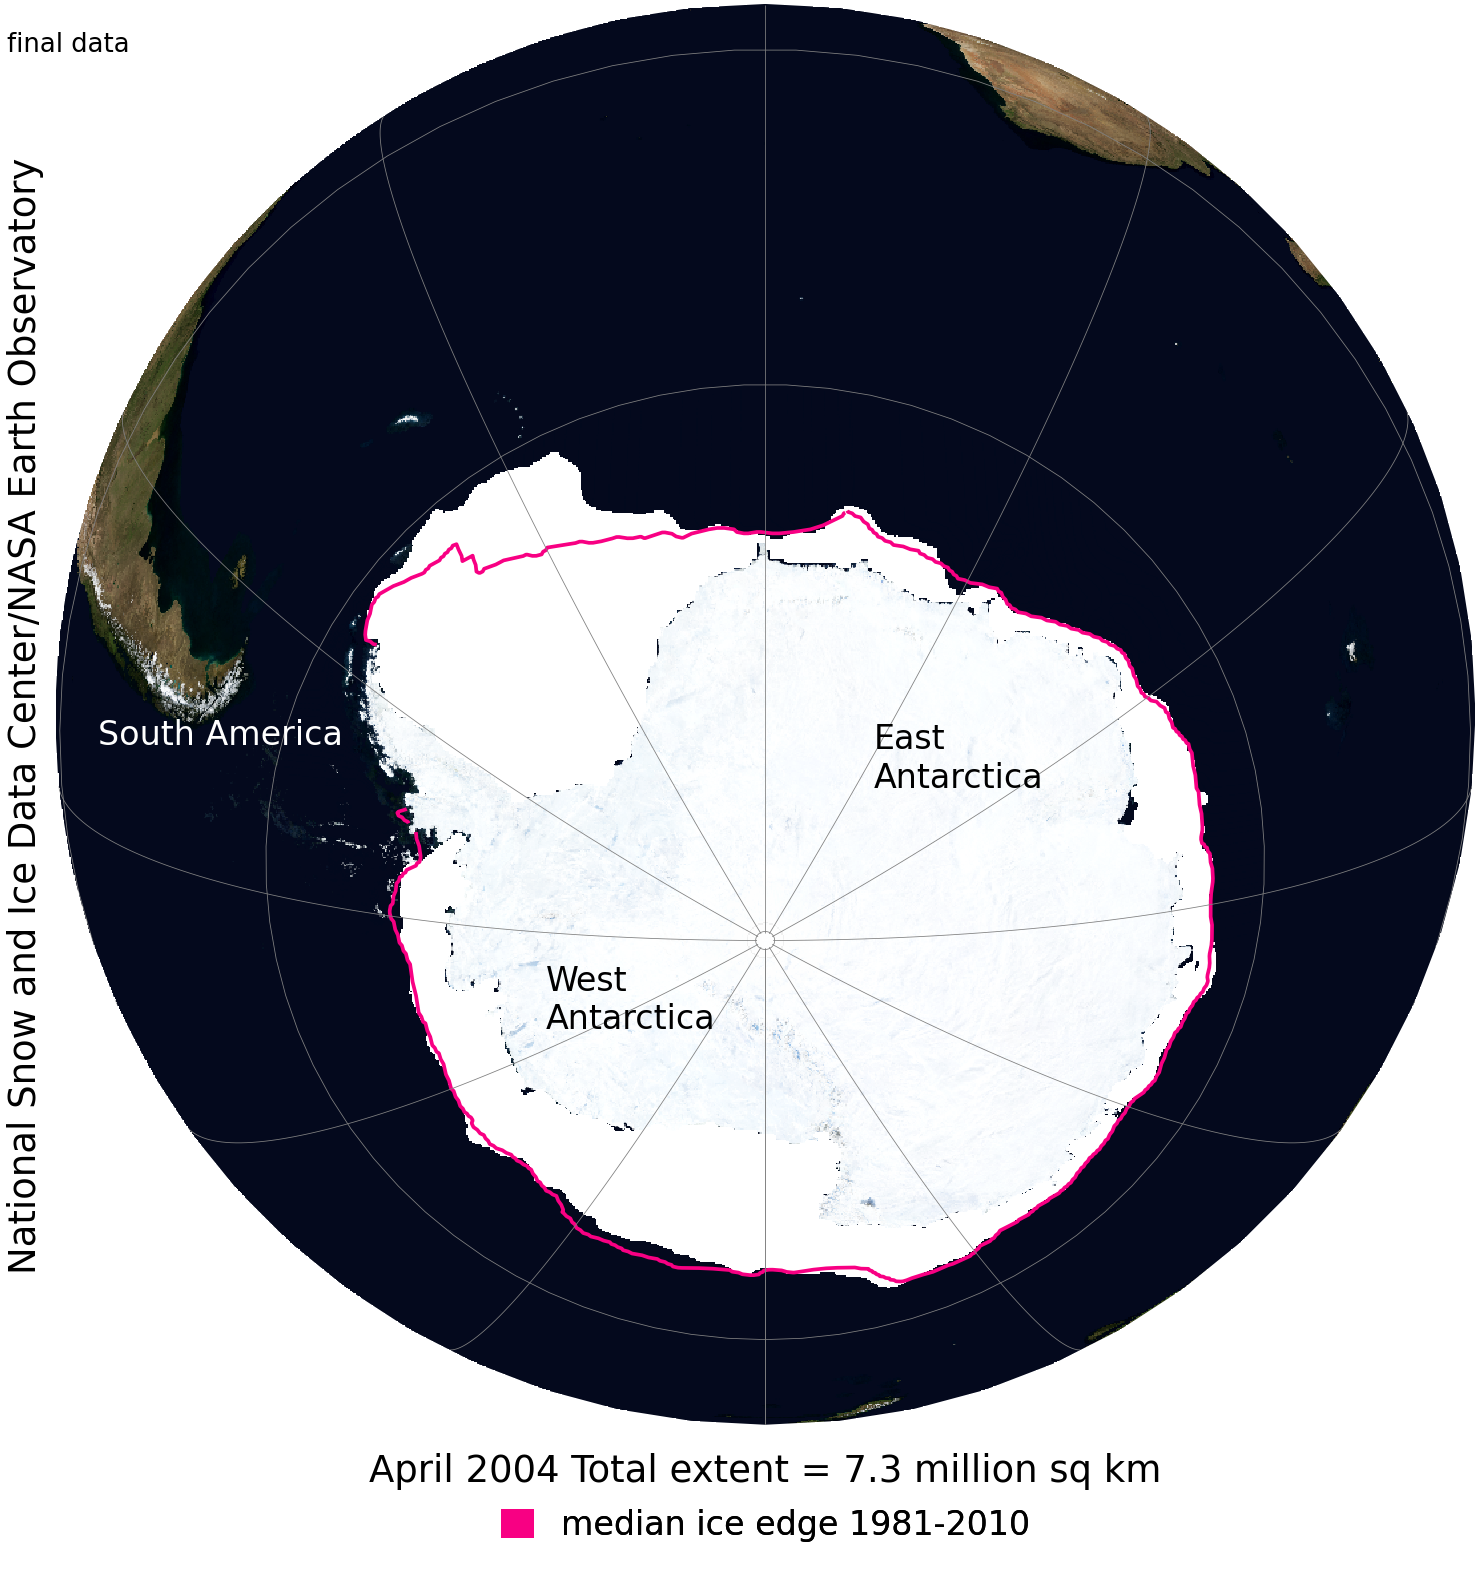 final data
National Snow and Ice Data Center/NASA Earth Observatory
South America
East
Antarctica
West
Antarctica
April 2004 Total extent = 7.3 million sq km
median ice edge 1981-2010